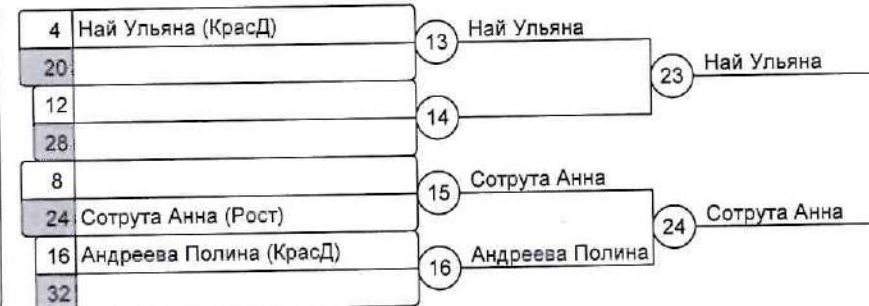 4 Най Ульяна (КрасД)
13 Най Ульяна
20
23 Най Ульяна
12
14
28
8
15 Сотрута Анна
24 Сотрута Анна (Рост)
24 Сотрута Анна
16 Андреева Полина (КрасД)
16 Андреева Полина
32